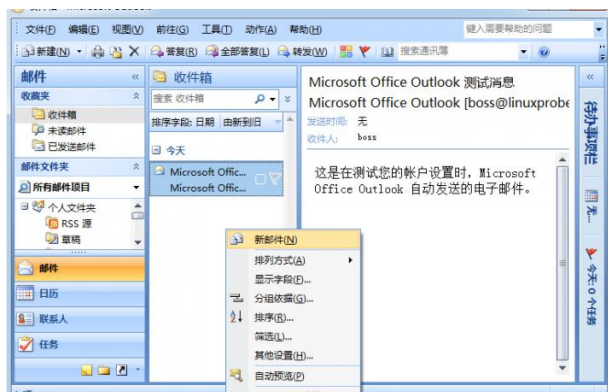 文件(F) 编辑(E) 视图(V) 前往(G) 工具(T) 动作(A) 帮助(H) 键入需要帮助的问题
新建(N) 答复(R) 全部答复(L) 转发(W) 搜索通讯簿
邮件 «
收藏夹
收件箱
未读邮件
已发送邮件
邮件文件夹
所有邮件项目
个人文件夹
RSS 源
草稿
邮件
日历
联系人
任务
收件箱
搜索 收件箱
排序字段: 日期 由新到旧
今天
Microsoft Offic...
Microsoft Offic...
新邮件(N)
排列方式(A)
显示字段(F)...
分组依据(G)...
排序(R)...
筛选(L)...
其他设置(H)...
自动预览(P)
Microsoft Office Outlook 测试消息
Microsoft Office Outlook [boss@linuxprobe
发送时间: 无
收件人: boss
这是在测试您的帐户设置时，Microsoft
Office Outlook 自动发送的电子邮件。
«
待办事项栏
无...
今天: 0 个任务